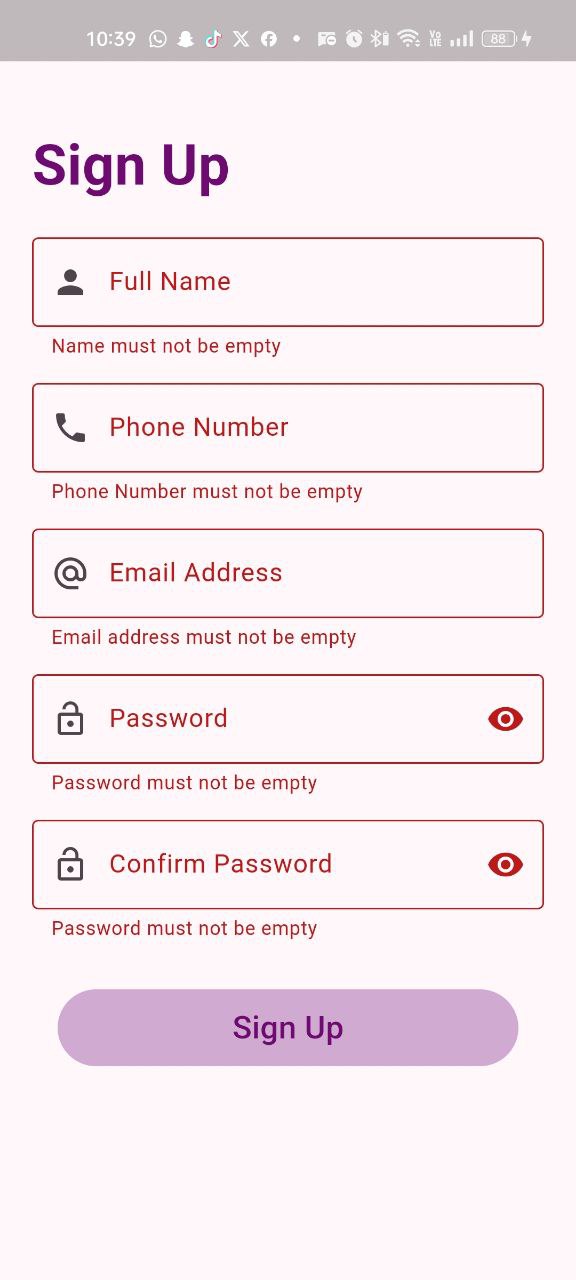 10:39 VO LTE 88
Sign Up
Full Name
Name must not be empty
Phone Number
Phone Number must not be empty
Email Address
Email address must not be empty
Password
Password must not be empty
Confirm Password
Password must not be empty
Sign Up